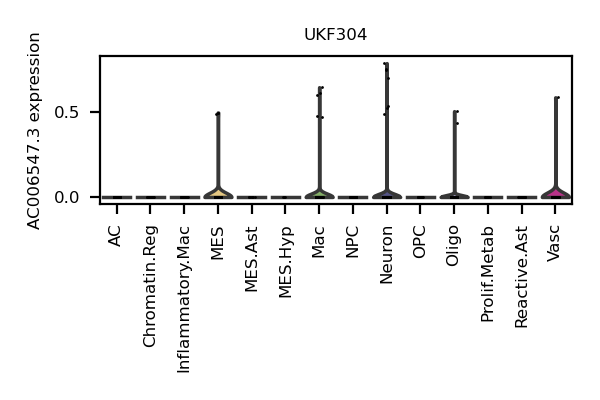 UKF304
AC006547.3 expression
0.5
0.0
AC
Chromatin.Reg
Inflammatory.Mac
MES
MES.Ast
MES.Hyp
Mac
NPC
Neuron
OPC
Oligo
Prolif.Metab
Reactive.Ast
Vasc